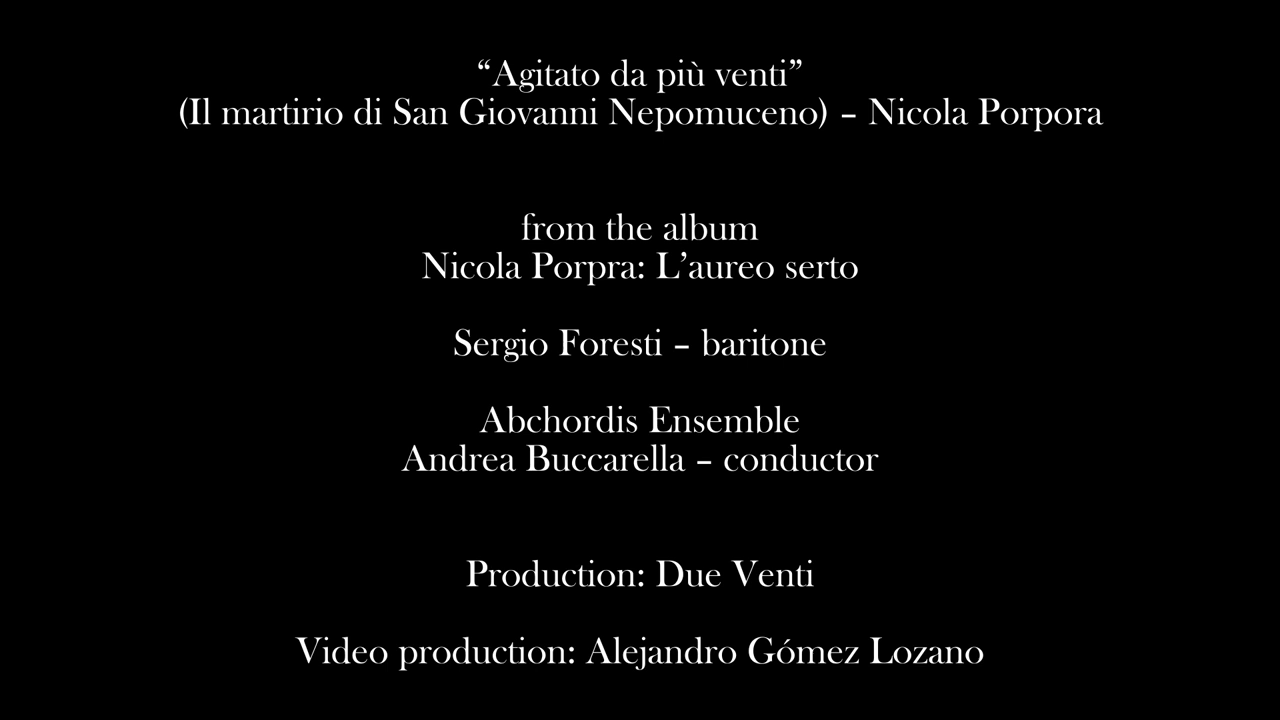 “Agitato da più venti”
(Il martirio di San Giovanni Nepomuceno) – Nicola Porpora
from the album
Nicola Porpra: L’aureo serto
Sergio Foresti – baritone
Abchordis Ensemble
Andrea Buccarella – conductor
Production: Due Venti
Video production: Alejandro Gómez Lozano